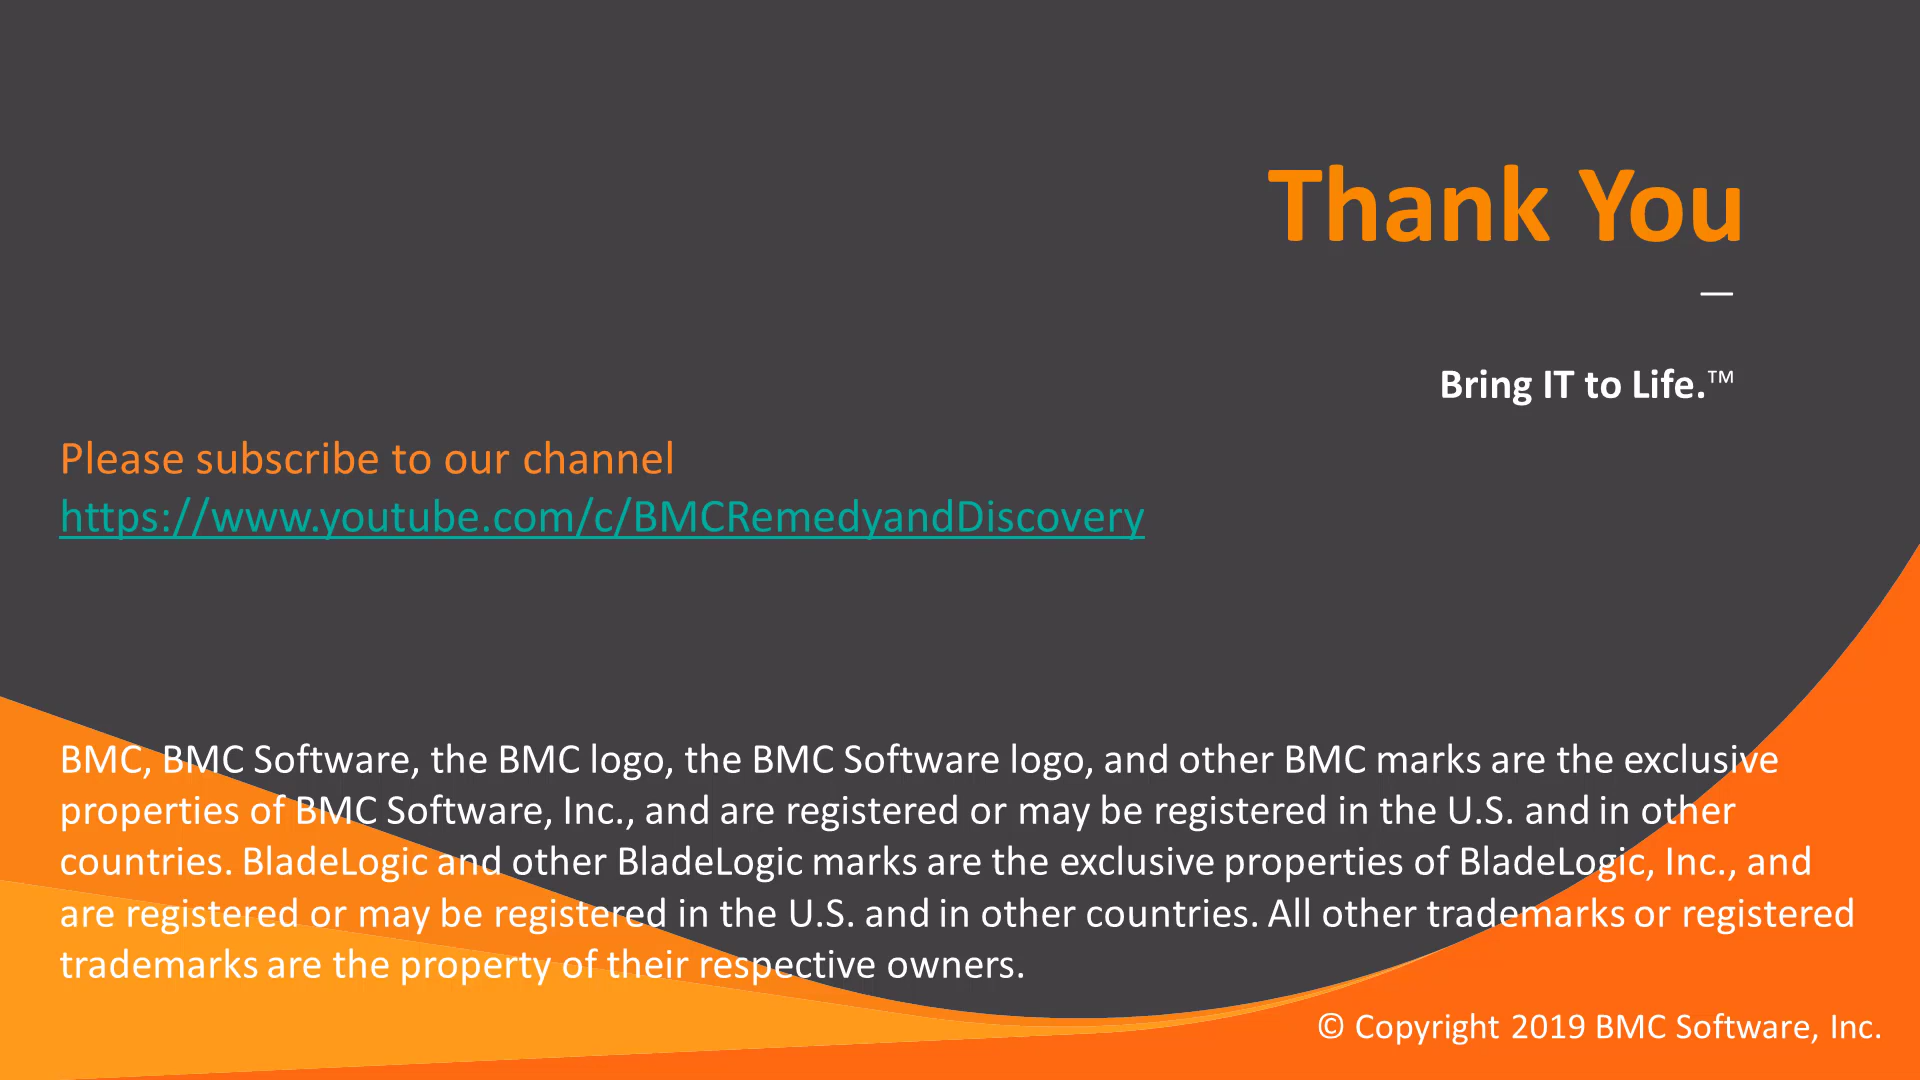 Thank You
—
Bring IT to Life.™
Please subscribe to our channel
https://www.youtube.com/c/BMCRemedyandDiscovery
BMC, BMC Software, the BMC logo, the BMC Software logo, and other BMC marks are the exclusive
properties of BMC Software, Inc., and are registered or may be registered in the U.S. and in other
countries. BladeLogic and other BladeLogic marks are the exclusive properties of BladeLogic, Inc., and
are registered or may be registered in the U.S. and in other countries. All other trademarks or registered
trademarks are the property of their respective owners.
© Copyright 2019 BMC Software, Inc.